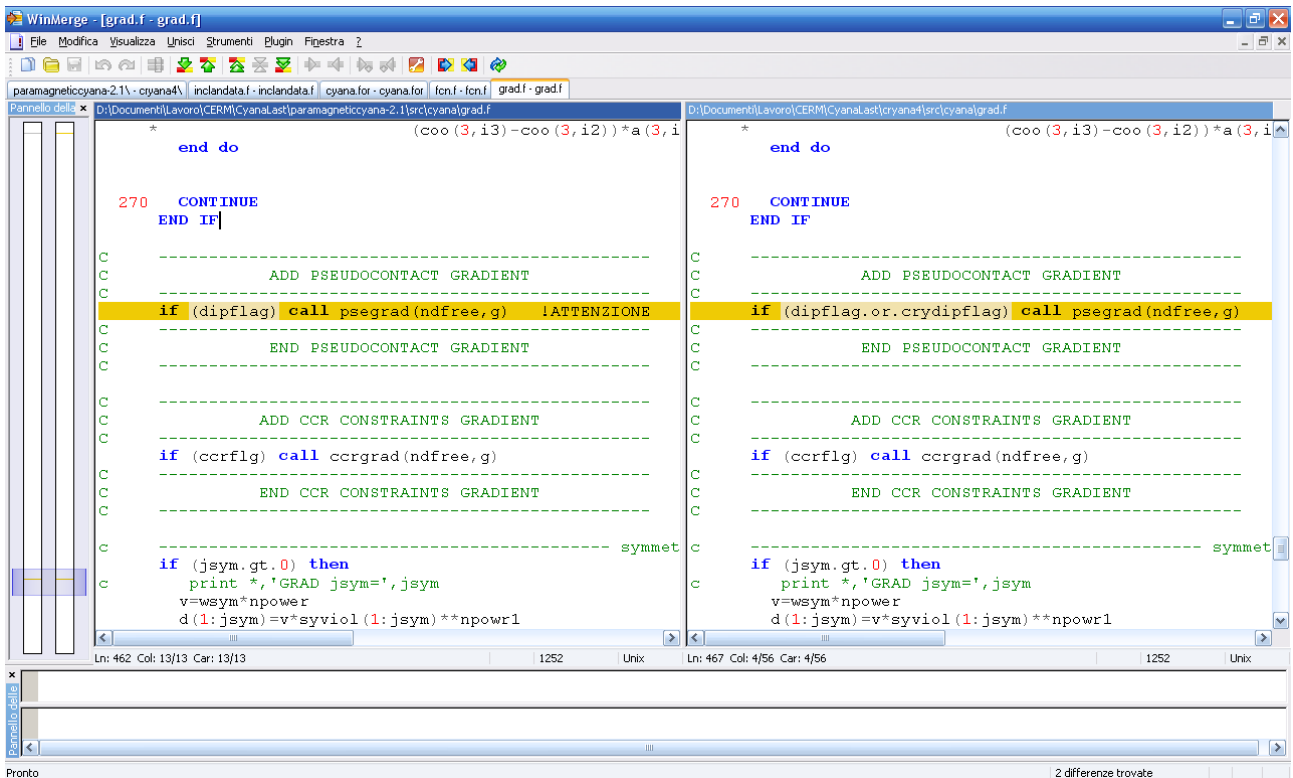 WinMerge - [grad.f - grad.f]
File Modifica Visualizza Unisci Strumenti Plugin Finestra ?
paramagneticcyana-2.1\ - cryana4\ inclandata.f - inclandata.f cyana.for - cyana.for fcn.f - fcn.f grad.f - grad.f
Pannello della × D:\Documenti\Lavoro\CERM\CyanaLast\paramagneticcyana-2.1\src\cyana\grad.f
* (coo(3,i3)-coo(3,i2))*a(3,i
end do
270 CONTINUE
END IF
C -------------------------------------------------
C ADD PSEUDOCONTACT GRADIENT
C -------------------------------------------------
if (dipflag) call psegrad(ndfree,g) !ATTENZIONE
C -------------------------------------------------
C END PSEUDOCONTACT GRADIENT
C -------------------------------------------------
C -------------------------------------------------
C ADD CCR CONSTRAINTS GRADIENT
C -------------------------------------------------
if (ccrflg) call ccrgrad(ndfree,g)
C -------------------------------------------------
C END CCR CONSTRAINTS GRADIENT
C -------------------------------------------------
c --------------------------------------------- symmet
if (jsym.gt.0) then
c print *,'GRAD jsym=',jsym
v=wsym*npower
d(1:jsym)=v*syviol(1:jsym)**npowr1
Ln: 462 Col: 13/13 Car: 13/13 1252 Unix
D:\Documenti\Lavoro\CERM\CyanaLast\cryana4\src\cyana\grad.f
* (coo(3,i3)-coo(3,i2))*a(3,i
end do
270 CONTINUE
END IF
C -------------------------------------------------
C ADD PSEUDOCONTACT GRADIENT
C -------------------------------------------------
if (dipflag.or.crydipflag) call psegrad(ndfree,g)
C -------------------------------------------------
C END PSEUDOCONTACT GRADIENT
C -------------------------------------------------
C -------------------------------------------------
C ADD CCR CONSTRAINTS GRADIENT
C -------------------------------------------------
if (ccrflg) call ccrgrad(ndfree,g)
C -------------------------------------------------
C END CCR CONSTRAINTS GRADIENT
C -------------------------------------------------
c --------------------------------------------- symmet
if (jsym.gt.0) then
c print *,'GRAD jsym=',jsym
v=wsym*npower
d(1:jsym)=v*syviol(1:jsym)**npowr1
Ln: 467 Col: 4/56 Car: 4/56 1252 Unix
Pannello delle
Pronto 2 differenze trovate